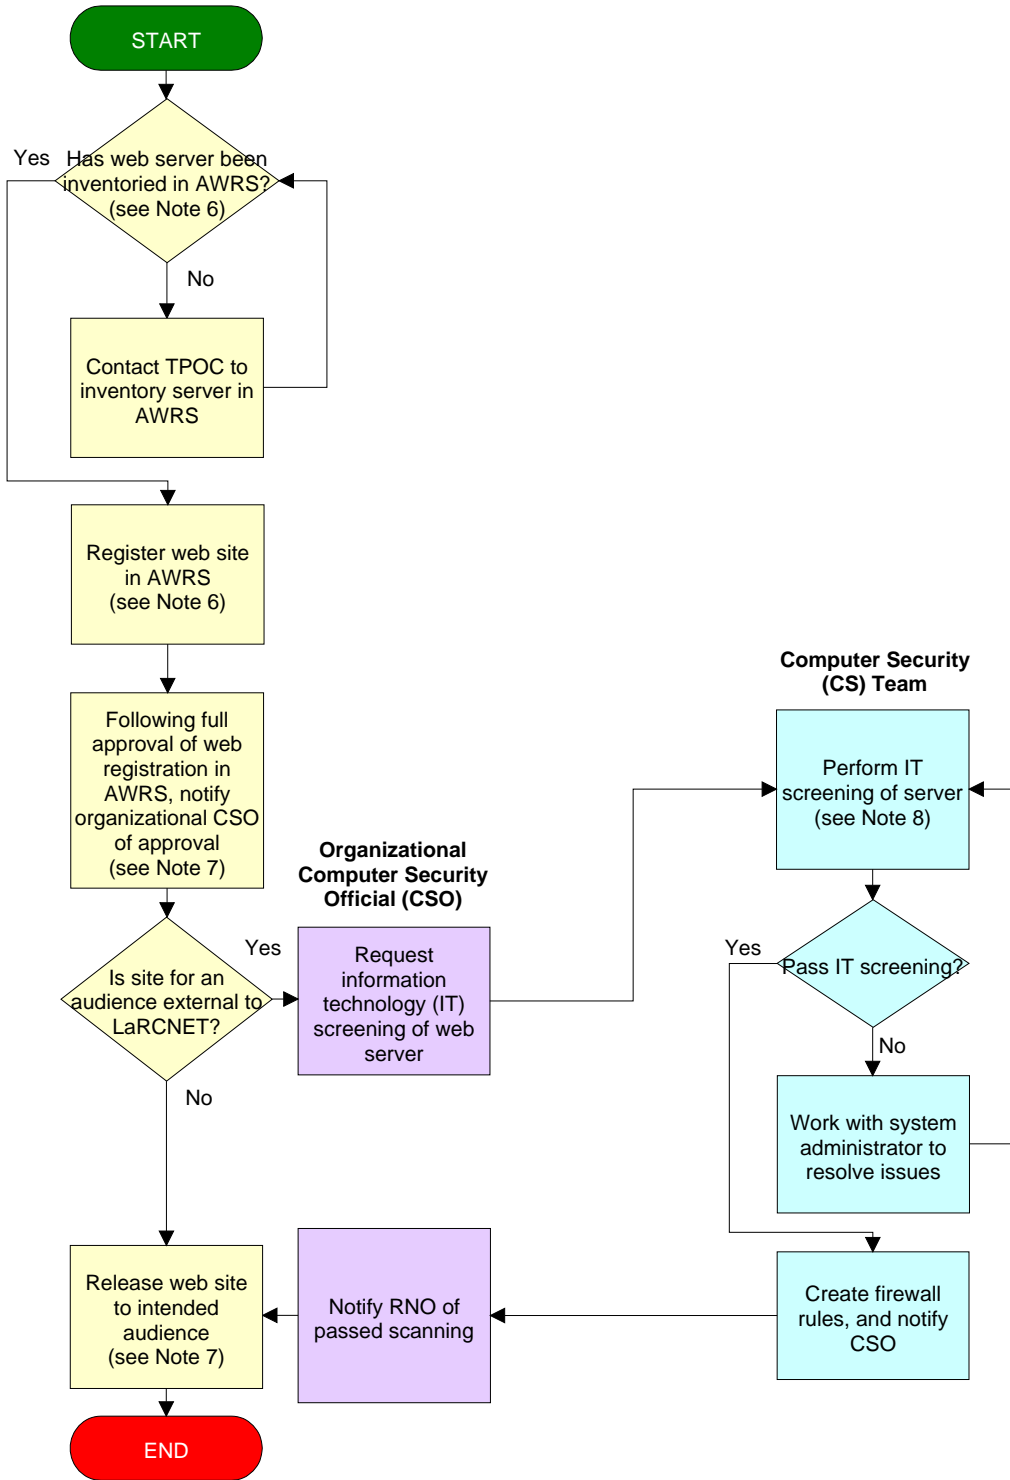 START
Yes
Has web server been
inventoried in AWRS?
(see Note 6)
No
Contact TPOC to
inventory server in
AWRS
Register web site
in AWRS
(see Note 6)
Following full
approval of web
registration in
AWRS, notify
organizational CSO
of approval
(see Note 7)
Is site for an
audience external to
LaRCNET?
Yes
No
Organizational
Computer Security
Official (CSO)
Request
information
technology (IT)
screening of web
server
Computer Security
(CS) Team
Perform IT
screening of server
(see Note 8)
Yes
Pass IT screening?
No
Work with system
administrator to
resolve issues
Create firewall
rules, and notify
CSO
Notify RNO of
passed scanning
Release web site
to intended
audience
(see Note 7)
END